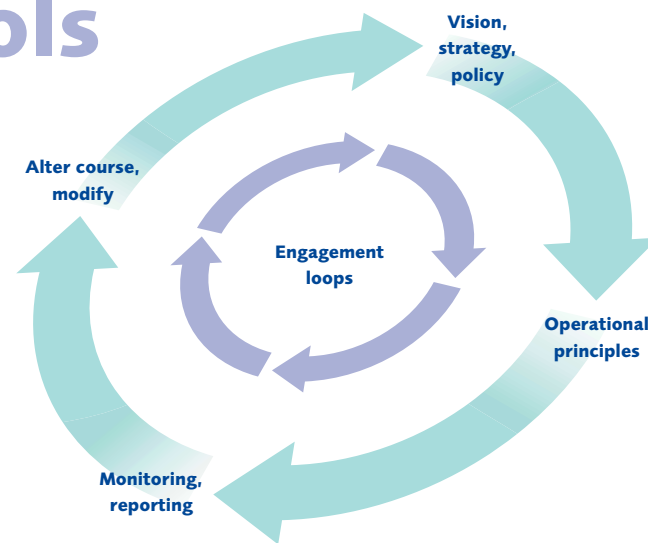 ols
Vision,
strategy,
policy
Alter course,
modify
Engagement
loops
Operational
principles
Monitoring,
reporting